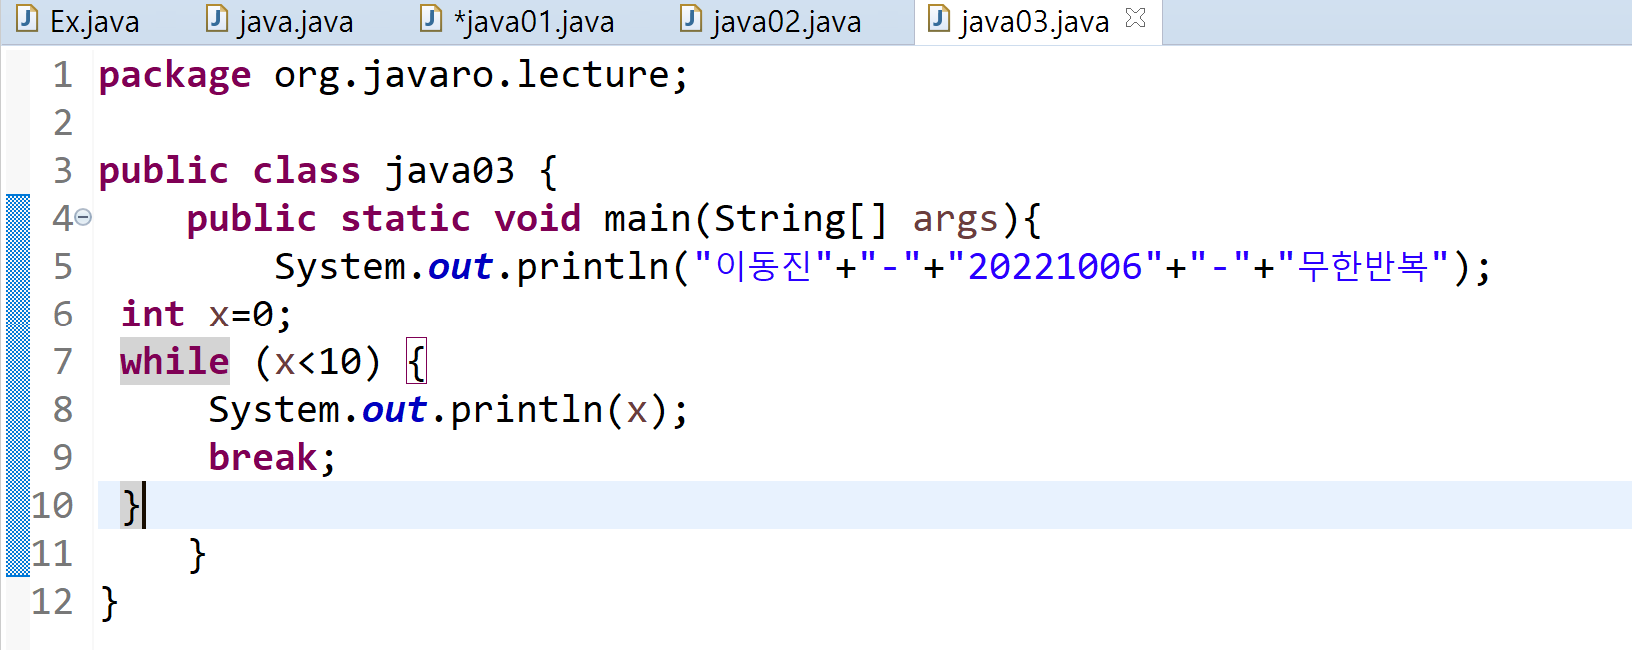 Ex.java java.java *java01.java java02.java java03.java
1 package org.javaro.lecture;
2
3 public class java03 {
4 public static void main(String[] args){
5 System.out.println("이동진"+"-"+"20221006"+"-"+"무한반복");
6 int x=0;
7 while (x<10) {
8 System.out.println(x);
9 break;
10 }
11 }
12 }